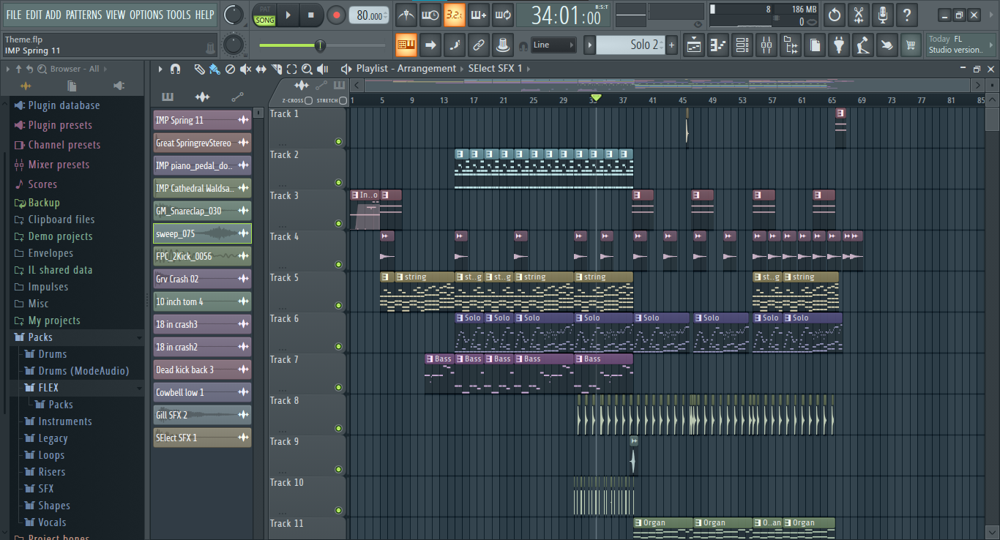 FILE EDIT ADD PATTERNS VIEW OPTIONS TOOLS HELP
PAT
SONG
80.000
3.2.
34:01:00
B:S:T
8
186 MB
0
Theme.flp
IMP Spring 11
Line
Solo 2
Today FL
Studio version..
Browser - All
Playlist - Arrangement
SElect SFX 1
Z-CROSS
STRETCH
1 5 9 13 17 21 25 29 33 37 41 45 49 53 57 61 65 69 73 77 81 85
Plugin database
Plugin presets
Channel presets
Mixer presets
Scores
Backup
Clipboard files
Demo projects
Envelopes
IL shared data
Impulses
Misc
My projects
Packs
Drums
Drums (ModeAudio)
FLEX
Packs
Instruments
Legacy
Loops
Risers
SFX
Shapes
Vocals
Project bones
IMP Spring 11
Great SpringrevStereo
IMP piano_pedal_do..
IMP Cathedral Waldsa..
GM_Snareclap_030
sweep_075
FPC_2Kick_0056
Grv Crash 02
10 inch tom 4
18 in crash3
18 in crash2
Dead kick back 3
Cowbell low 1
Gill SFX 2
SElect SFX 1
Track 1
Track 2
Track 3
In..o
Track 4
Track 5
string st..g st..g string string st..g string
Track 6
Solo Solo Solo Solo Solo Solo Solo Solo
Track 7
Bass Bass Bass Bass Bass
Track 8
Track 9
Track 10
Track 11
Organ Organ O..an Organ